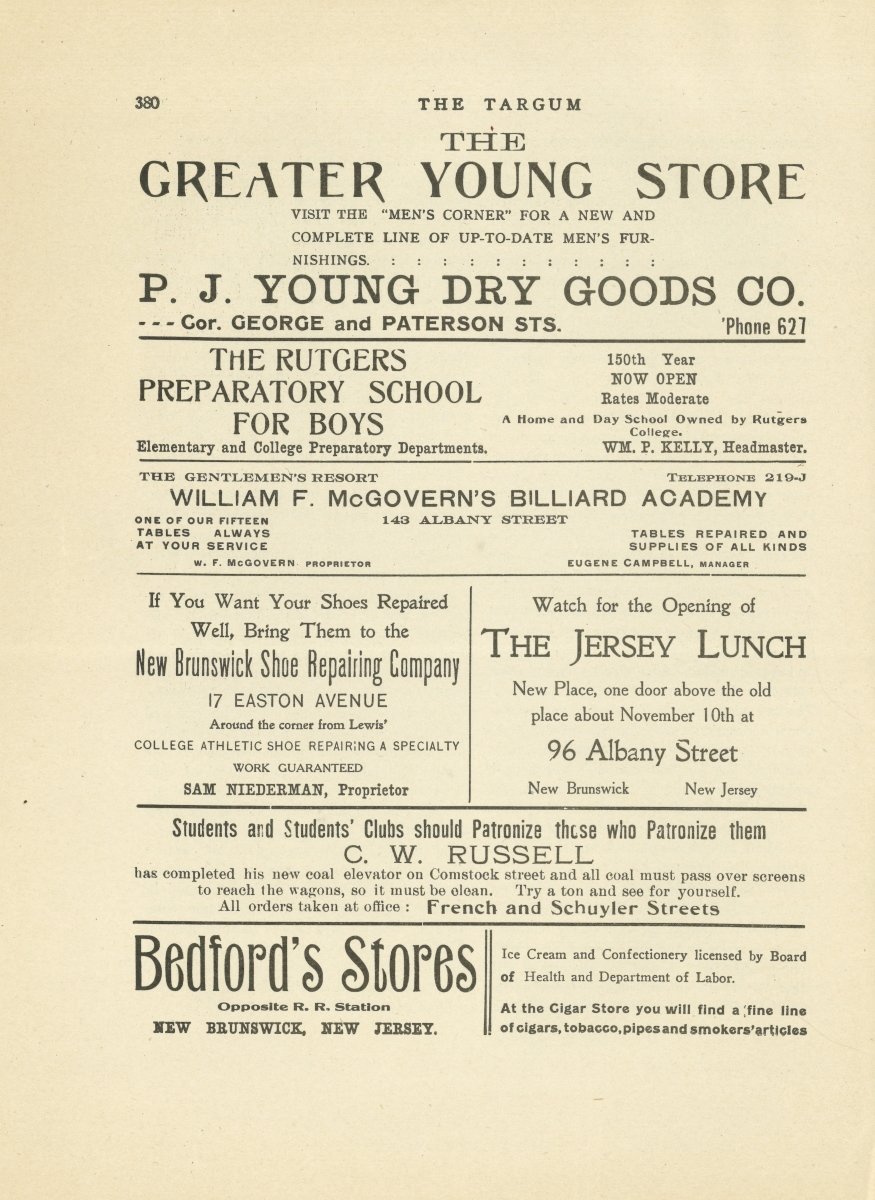 380 THE TARGUM
THE
GREATER YOUNG STORE
VISIT THE "MEN'S CORNER" FOR A NEW AND
COMPLETE LINE OF UP-TO-DATE MEN'S FUR-
NISHINGS. : : : : : : : : : : :
P. J. YOUNG DRY GOODS CO.
--- Cor. GEORGE and PATERSON STS. 'Phone 627
THE RUTGERS
PREPARATORY SCHOOL
FOR BOYS
Elementary and College Preparatory Departments.
150th Year
NOW OPEN
Rates Moderate
A Home and Day School Owned by Rutgers
College.
WM. P. KELLY, Headmaster.
THE GENTLEMEN'S RESORT TELEPHONE 219-J
WILLIAM F. McGOVERN'S BILLIARD ACADEMY
143 ALBANY STREET
ONE OF OUR FIFTEEN
TABLES ALWAYS
AT YOUR SERVICE
TABLES REPAIRED AND
SUPPLIES OF ALL KINDS
W. F. McGOVERN PROPRIETOR EUGENE CAMPBELL, MANAGER
If You Want Your Shoes Repaired
Well, Bring Them to the
New Brunswick Shoe Repairing Company
17 EASTON AVENUE
Around the corner from Lewis'
COLLEGE ATHLETIC SHOE REPAIRING A SPECIALTY
WORK GUARANTEED
SAM NIEDERMAN, Proprietor
Watch for the Opening of
THE JERSEY LUNCH
New Place, one door above the old
place about November 10th at
96 Albany Street
New Brunswick New Jersey
Students and Students' Clubs should Patronize those who Patronize them
C. W. RUSSELL
has completed his new coal elevator on Comstock street and all coal must pass over screens
to reach the wagons, so it must be clean. Try a ton and see for yourself.
All orders taken at office : French and Schuyler Streets
Bedford's Stores
Opposite R. R. Station
NEW BRUNSWICK, NEW JERSEY.
Ice Cream and Confectionery licensed by Board
of Health and Department of Labor.
At the Cigar Store you will find a fine line
of cigars, tobacco, pipes and smokers' articles